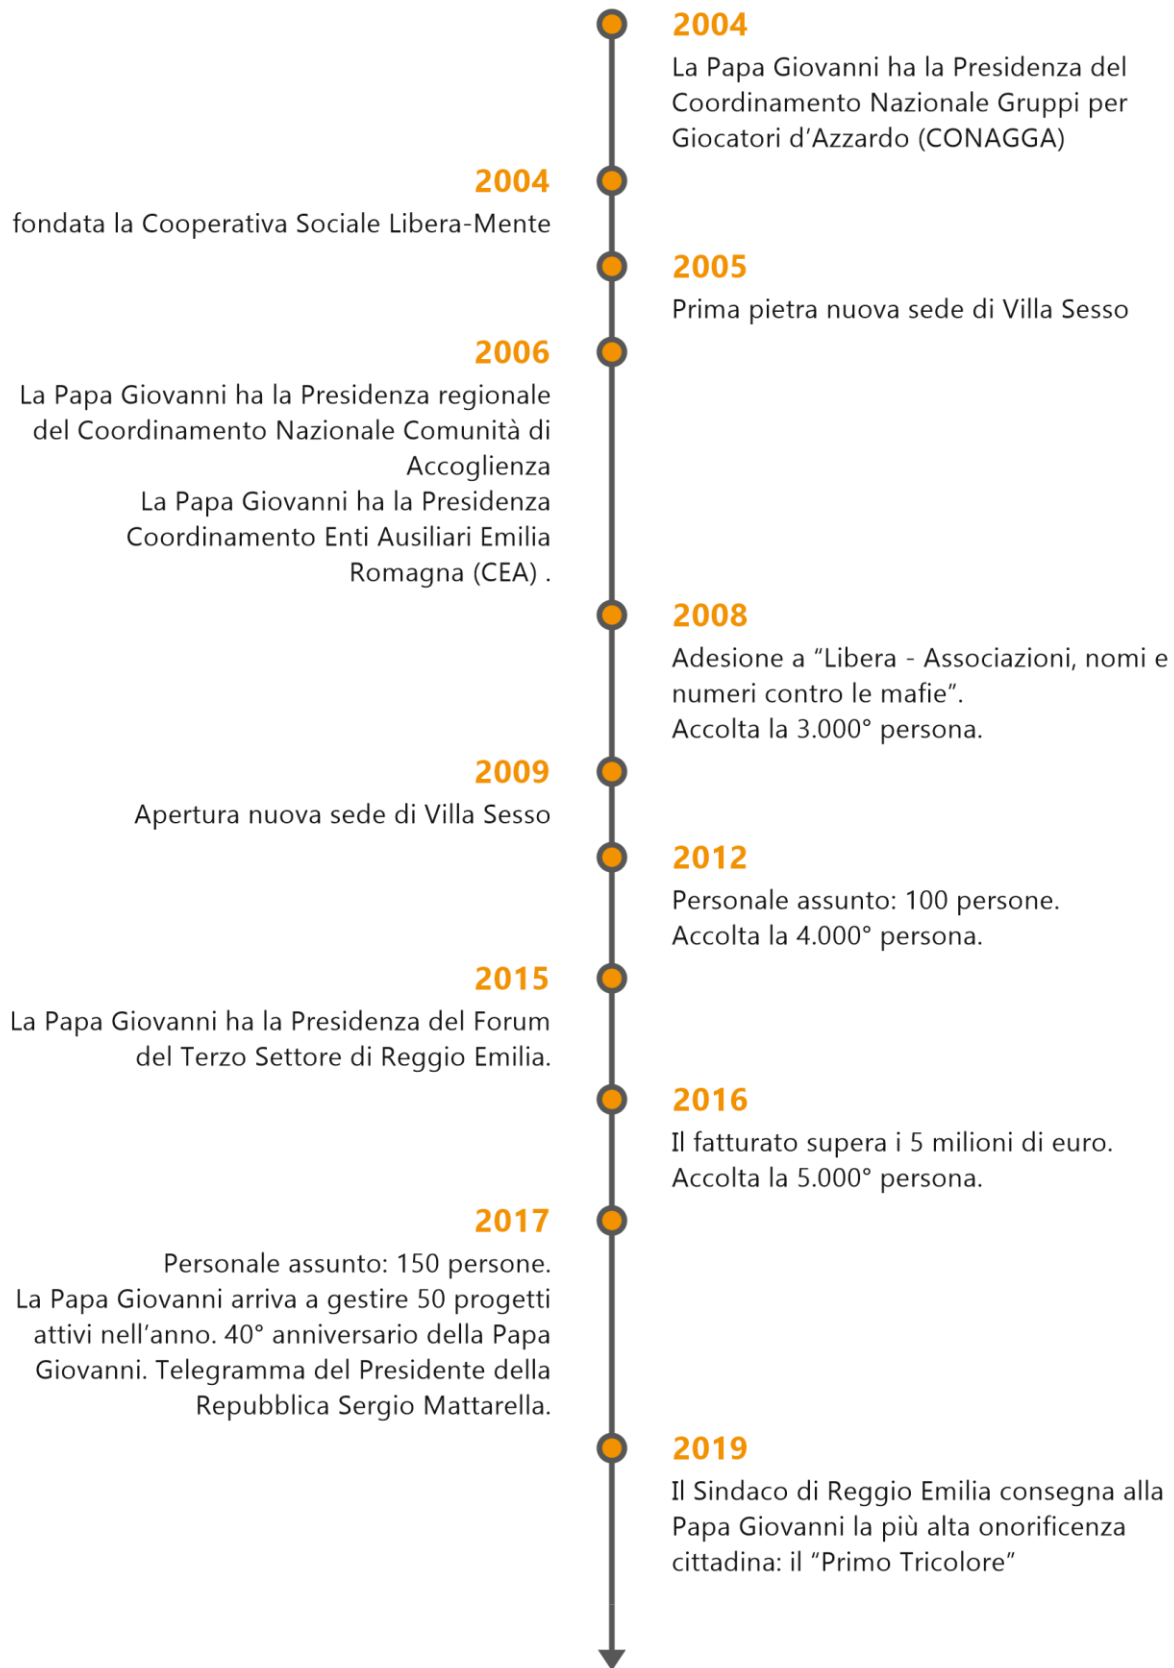 2004
La Papa Giovanni ha la Presidenza del
Coordinamento Nazionale Gruppi per
Giocatori d’Azzardo (CONAGGA)
2004
fondata la Cooperativa Sociale Libera-Mente
2005
Prima pietra nuova sede di Villa Sesso
2006
La Papa Giovanni ha la Presidenza regionale
del Coordinamento Nazionale Comunità di
Accoglienza
La Papa Giovanni ha la Presidenza
Coordinamento Enti Ausiliari Emilia
Romagna (CEA) .
2008
Adesione a “Libera - Associazioni, nomi e
numeri contro le mafie”.
Accolta la 3.000° persona.
2009
Apertura nuova sede di Villa Sesso
2012
Personale assunto: 100 persone.
Accolta la 4.000° persona.
2015
La Papa Giovanni ha la Presidenza del Forum
del Terzo Settore di Reggio Emilia.
2016
Il fatturato supera i 5 milioni di euro.
Accolta la 5.000° persona.
2017
Personale assunto: 150 persone.
La Papa Giovanni arriva a gestire 50 progetti
attivi nell’anno. 40° anniversario della Papa
Giovanni. Telegramma del Presidente della
Repubblica Sergio Mattarella.
2019
Il Sindaco di Reggio Emilia consegna alla
Papa Giovanni la più alta onorificenza
cittadina: il “Primo Tricolore”